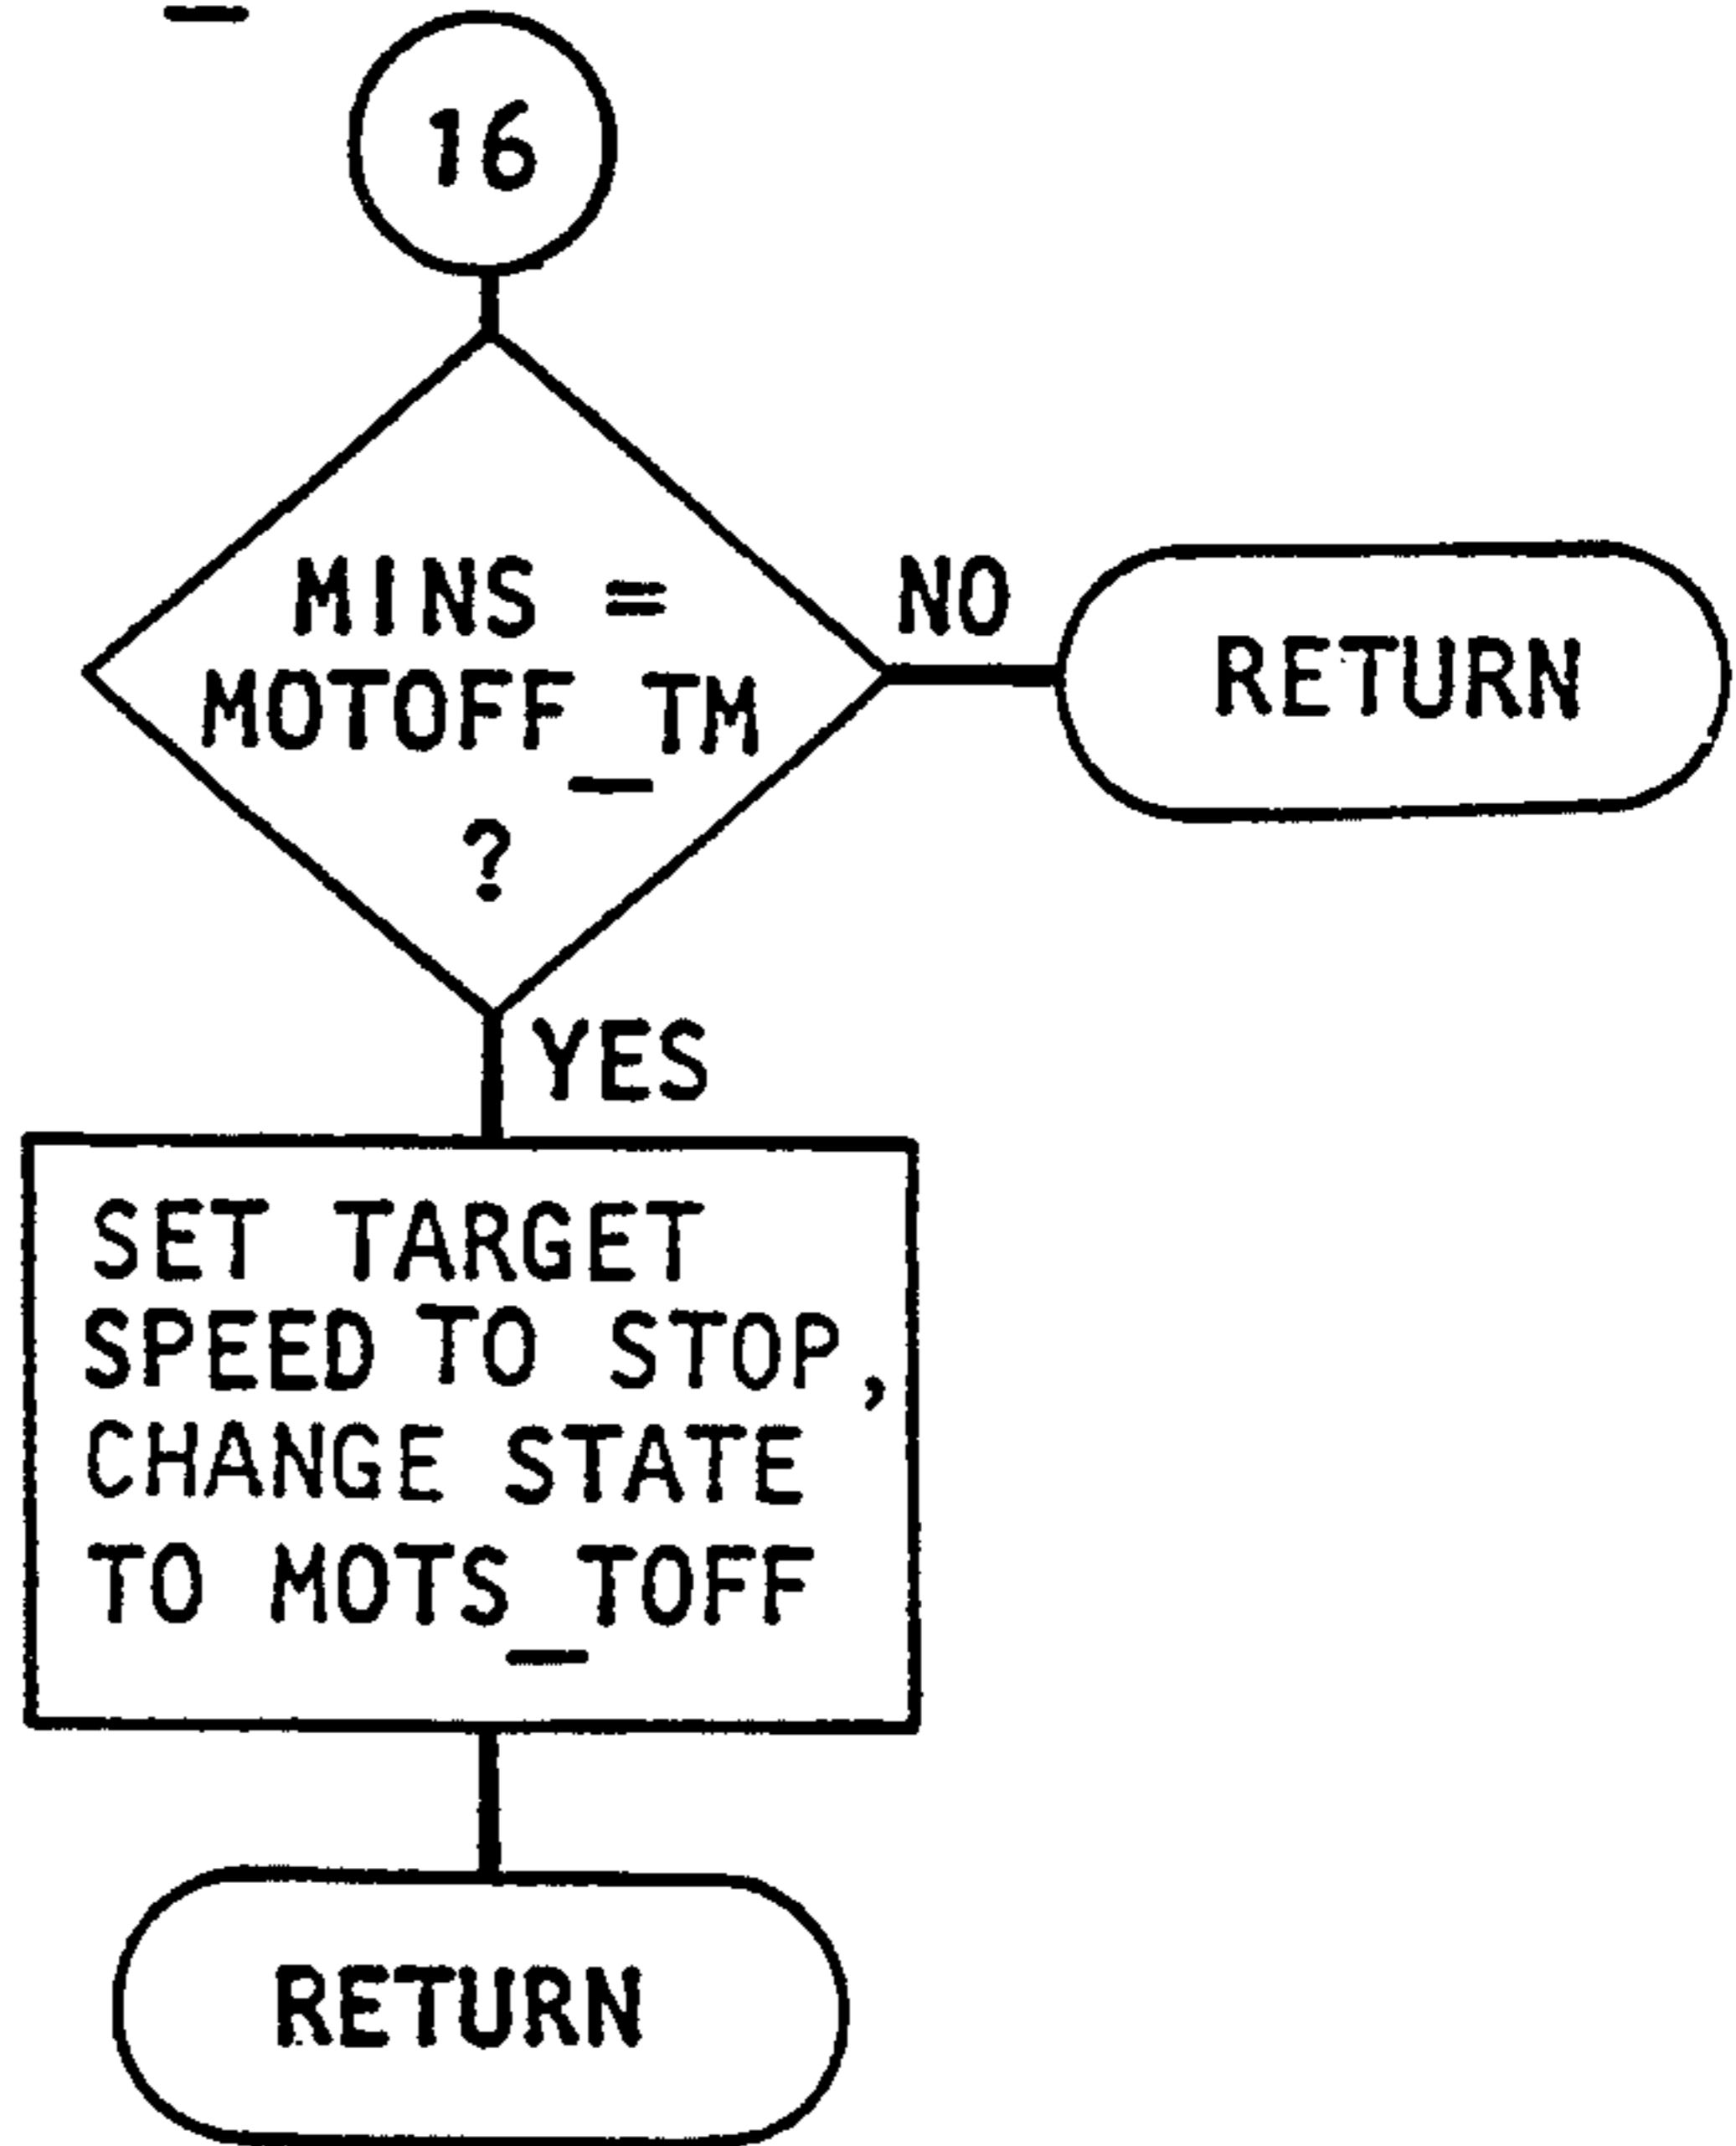 16
MINS =
MOTOFF_TM
?
NO
RETURN
YES
SET TARGET
SPEED TO STOP,
CHANGE STATE
TO MOTS_TOFF
RETURN